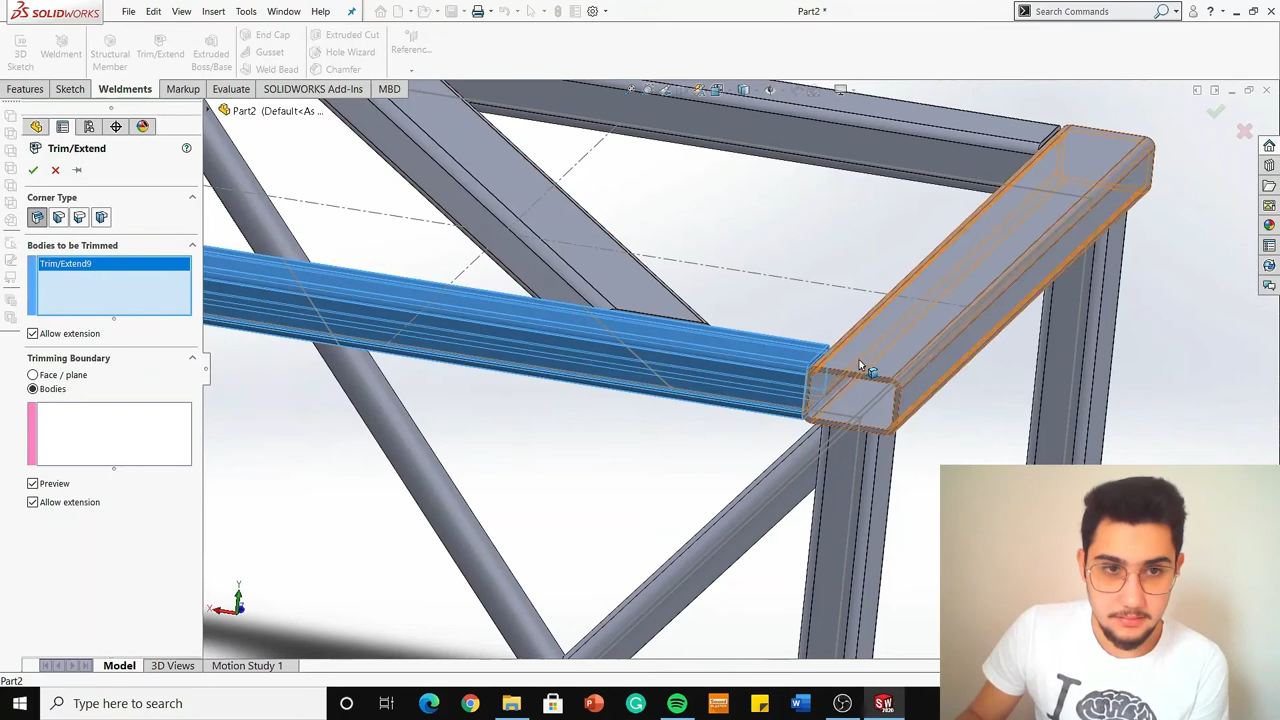 SOLIDWORKS File Edit View Insert Tools Window Help Part2 * Search Commands
3D Sketch Weldment Structural Member Trim/Extend Extruded Boss/Base End Cap Gusset Weld Bead Extruded Cut Hole Wizard Chamfer Referenc...
Features Sketch Weldments Markup Evaluate SOLIDWORKS Add-Ins MBD
Part2 (Default<As ...
Trim/Extend
Corner Type
Bodies to be Trimmed
Trim/Extend9
Allow extension
Trimming Boundary
Face / plane
Bodies
Preview
Allow extension
Y
X
Model 3D Views Motion Study 1
Part2
Type here to search
SW
2020
I